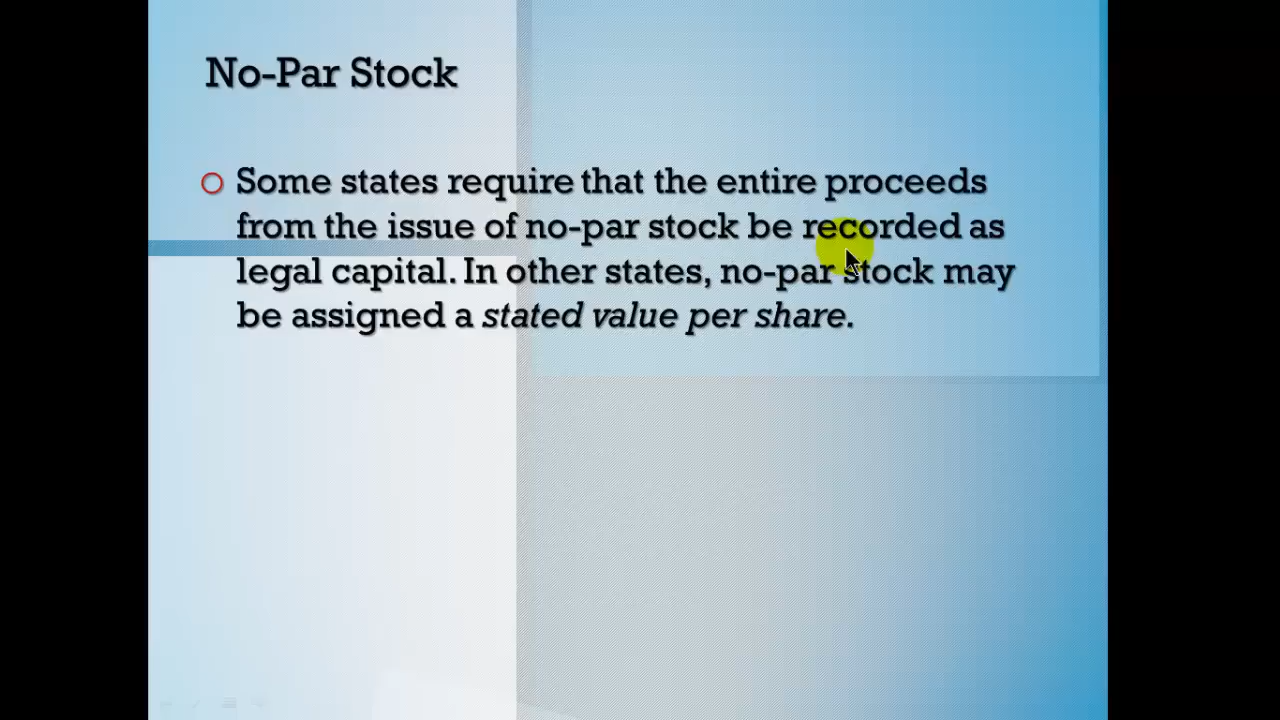 No-Par Stock
Some states require that the entire proceeds
from the issue of no-par stock be recorded as
legal capital. In other states, no-par stock may
be assigned a stated value per share.